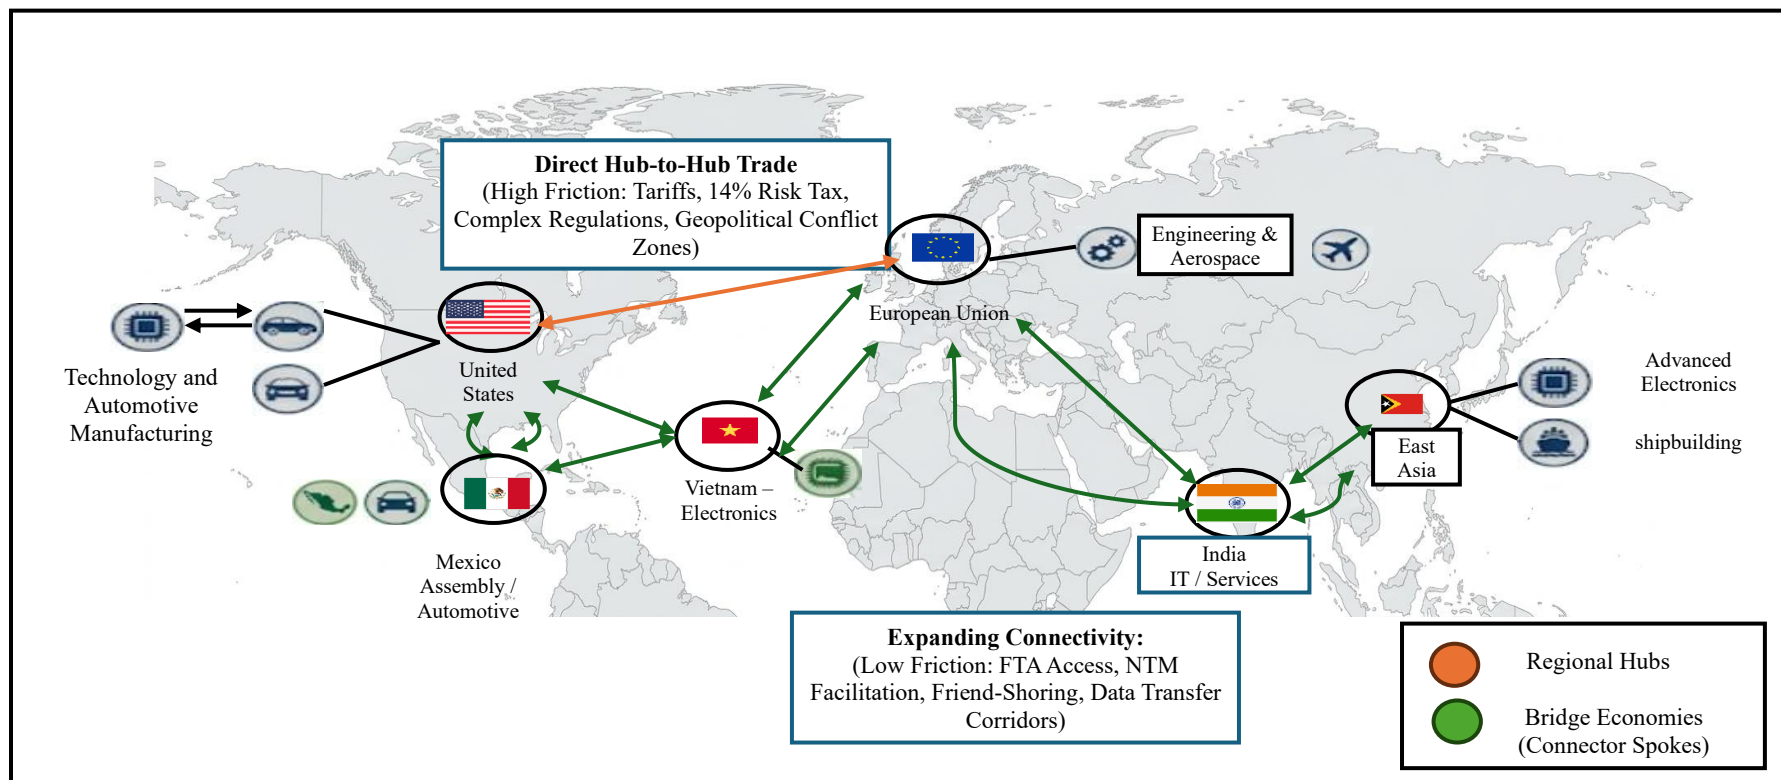 Direct Hub-to-Hub Trade
(High Friction: Tariffs, 14% Risk Tax,
Complex Regulations, Geopolitical Conflict
Zones)
Engineering &
Aerospace
European Union
United
States
Technology and
Automotive
Manufacturing
Advanced
Electronics
shipbuilding
East
Asia
Vietnam –
Electronics
India
IT / Services
Mexico
Assembly /
Automotive
Expanding Connectivity:
(Low Friction: FTA Access, NTM
Facilitation, Friend-Shoring, Data Transfer
Corridors)
Regional Hubs
Bridge Economies
(Connector Spokes)